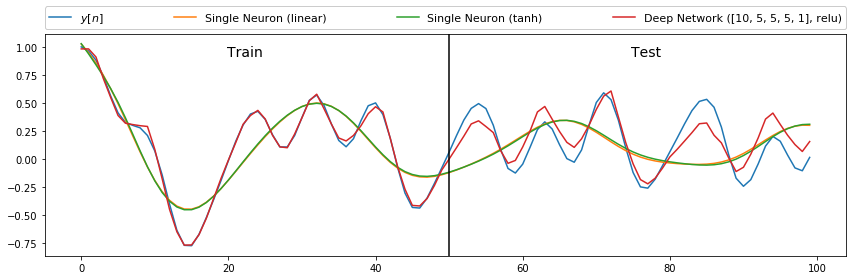 y[n] Single Neuron (linear) Single Neuron (tanh) Deep Network ([10, 5, 5, 5, 1], relu)
Train Test
1.00
0.75
0.50
0.25
0.00
−0.25
−0.50
−0.75
0 20 40 60 80 100